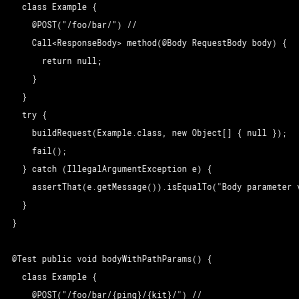 class Example {
@POST("/foo/bar/") //
Call<ResponseBody> method(@Body RequestBody body) {
return null;
}
}
try {
buildRequest(Example.class, new Object[] { null });
fail();
} catch (IllegalArgumentException e) {
assertThat(e.getMessage()).isEqualTo("Body parameter
}
}
@Test public void bodyWithPathParams() {
class Example {
@POST("/foo/bar/{ping}/{kit}/") //